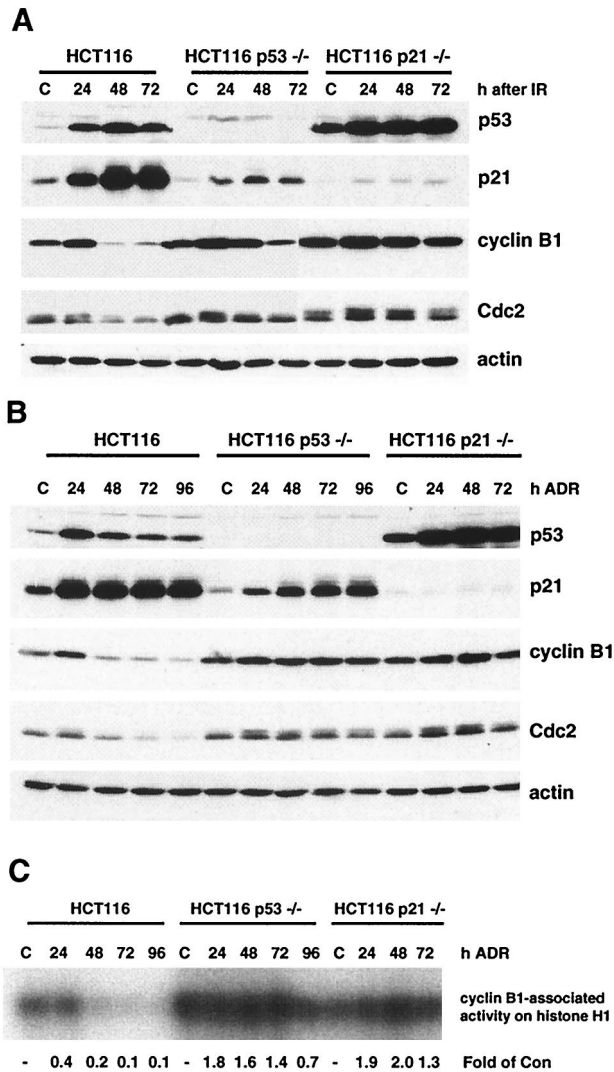 A
HCT116 HCT116 p53 -/- HCT116 p21 -/-
C 24 48 72 C 24 48 72 C 24 48 72 h after IR
p53
p21
cyclin B1
Cdc2
actin
B
HCT116 HCT116 p53 -/- HCT116 p21 -/-
C 24 48 72 96 C 24 48 72 96 C 24 48 72 h ADR
p53
p21
cyclin B1
Cdc2
actin
C
HCT116 HCT116 p53 -/- HCT116 p21 -/-
C 24 48 72 96 C 24 48 72 96 C 24 48 72 h ADR
cyclin B1-associated
activity on histone H1
- 0.4 0.2 0.1 0.1 - 1.8 1.6 1.4 0.7 - 1.9 2.0 1.3 Fold of Con